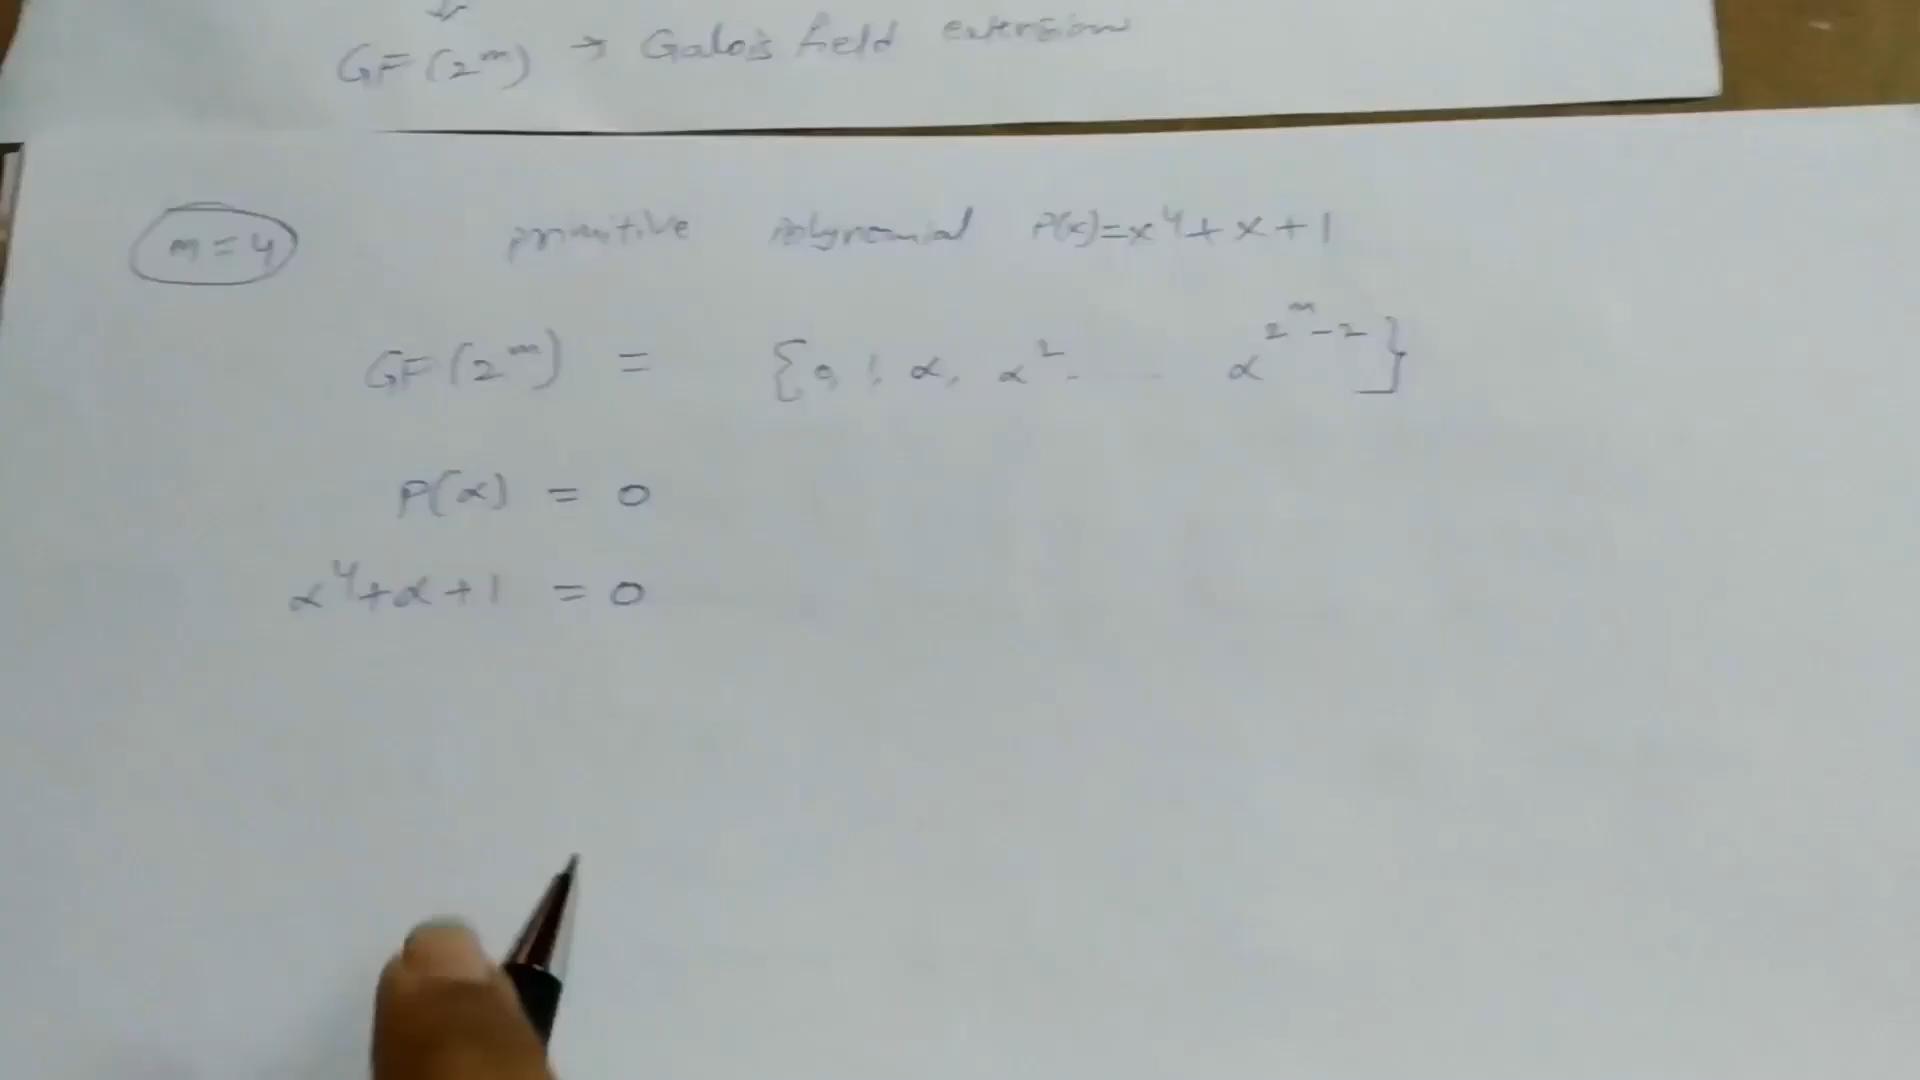 GF(2^m) → Galois field extension
m = 4 primitive polynomial P(x)=x^4+x+1
GF(2^m) = {0, 1, α, α^2 . . . . α^{2^m-2}}
P(α) = 0
α^4+α+1 = 0